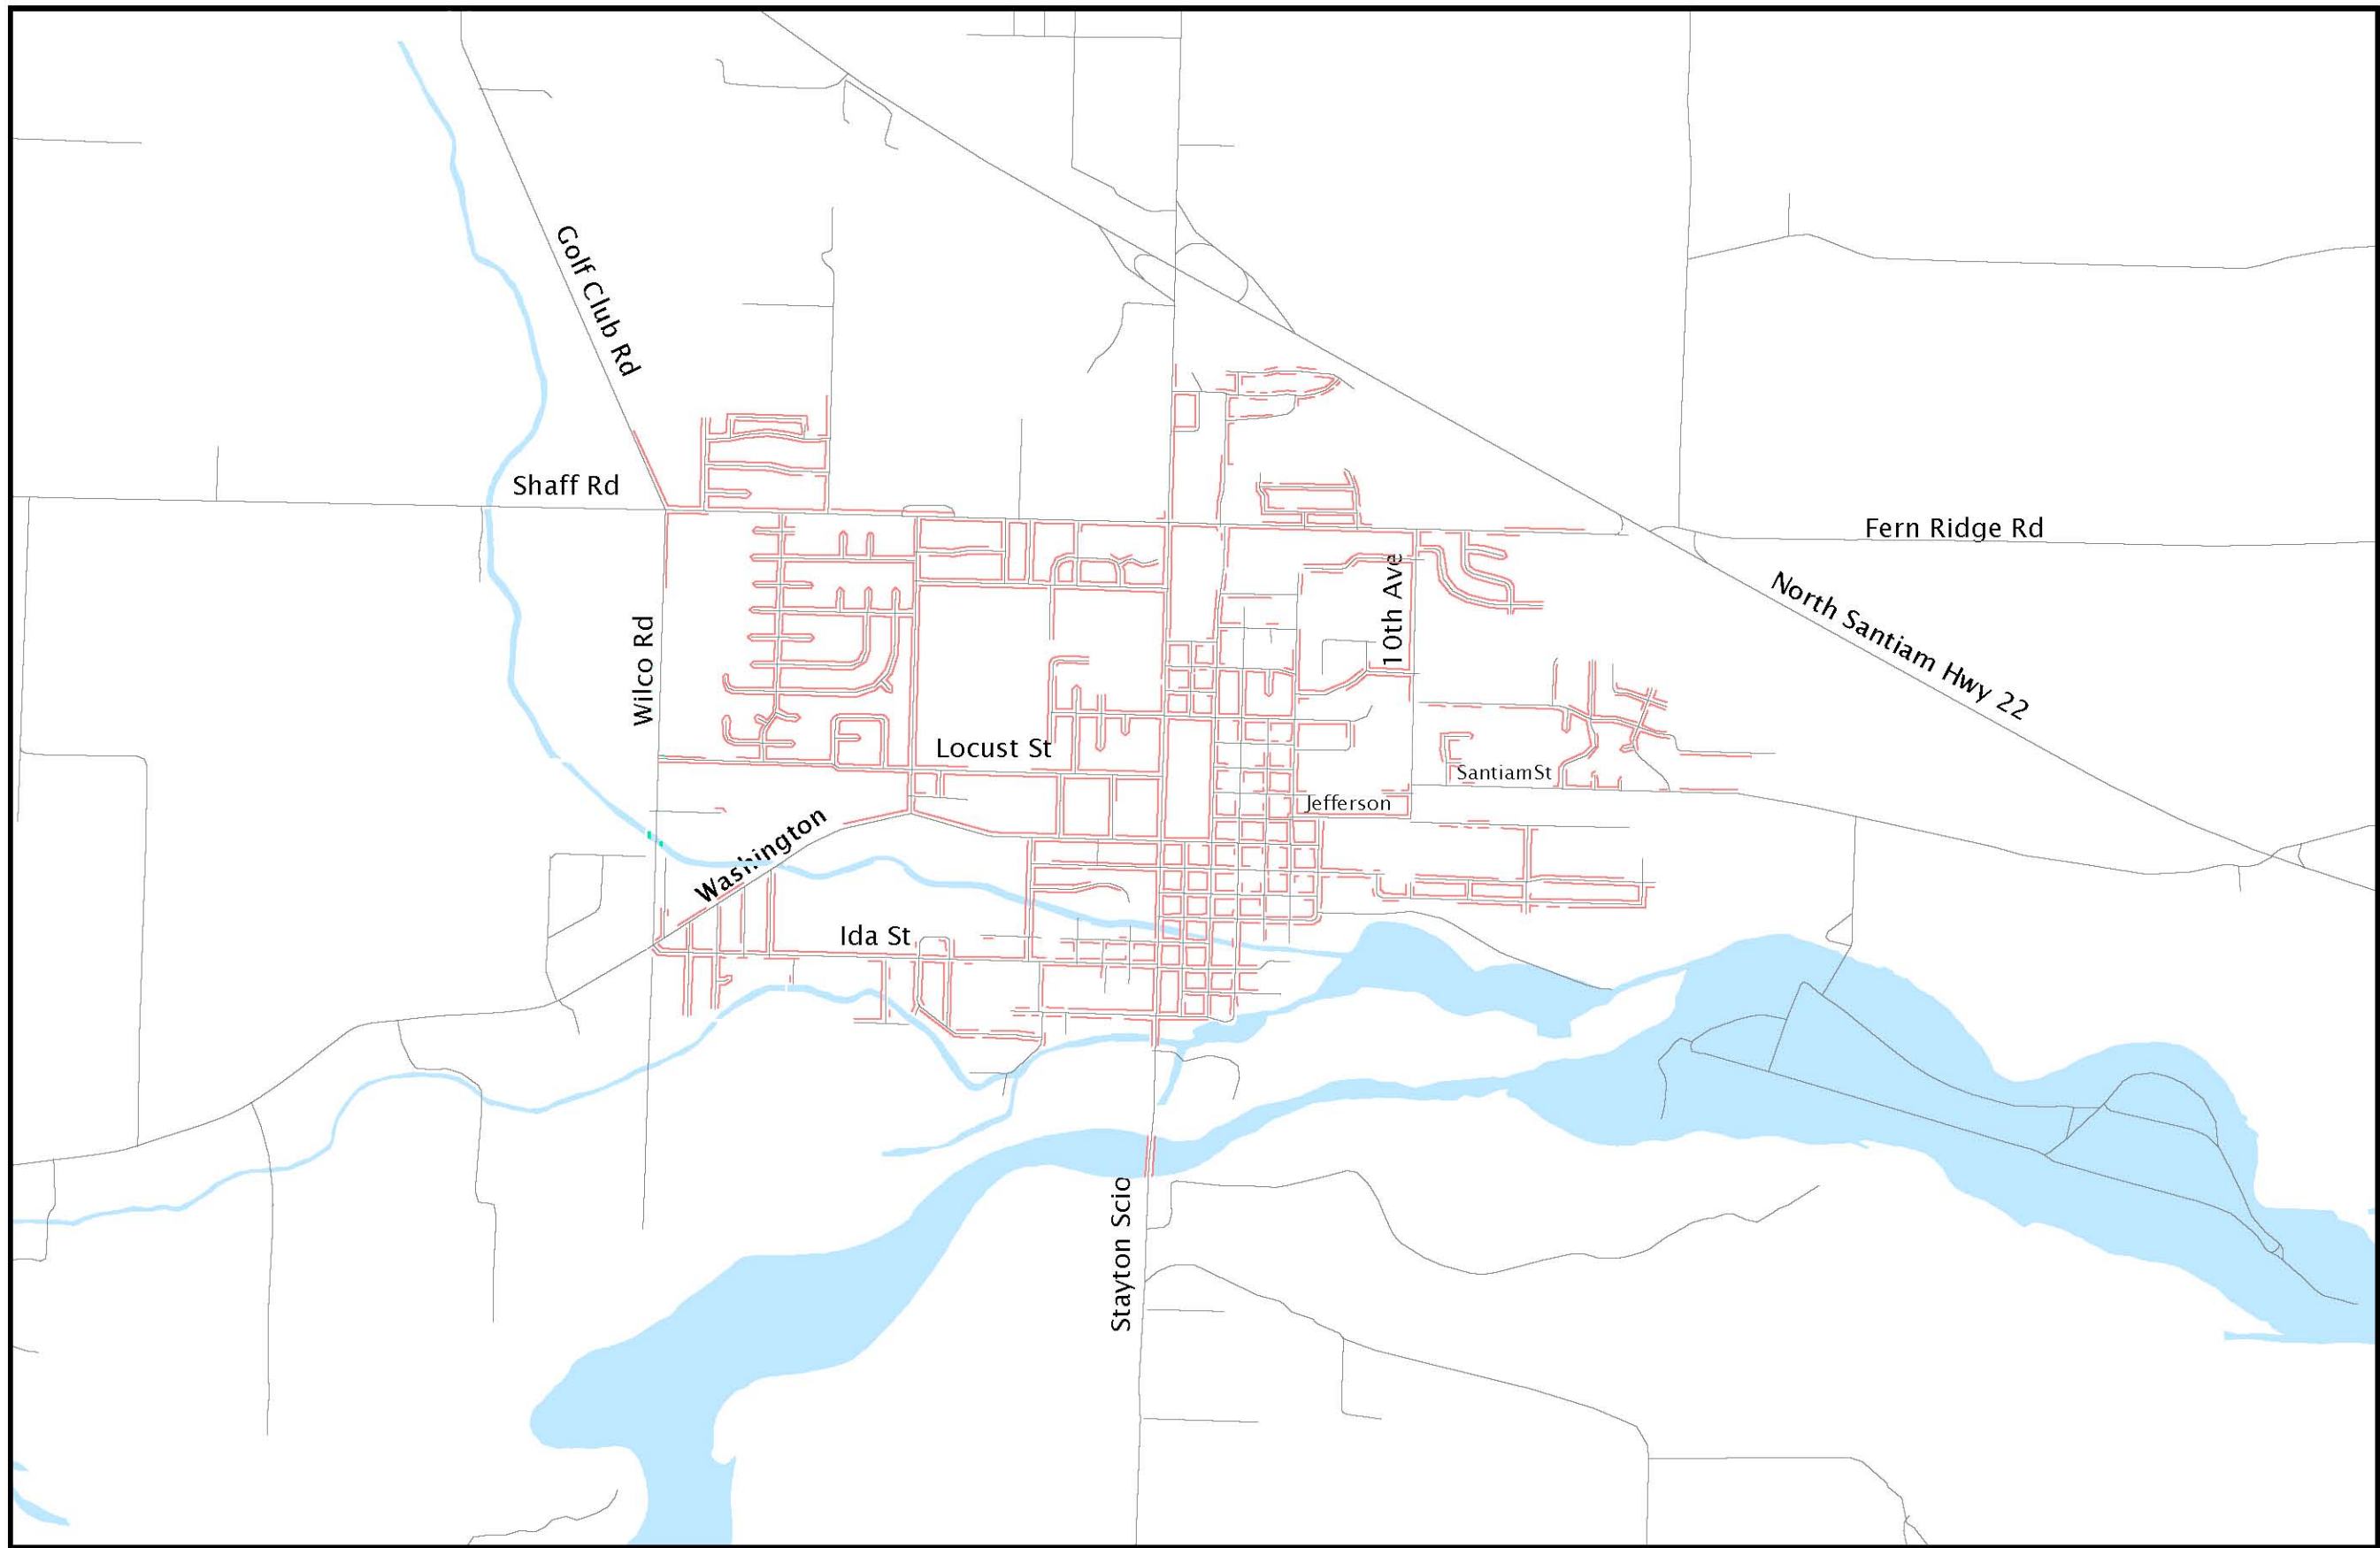 Golf Club Rd
Shaff Rd
Fern Ridge Rd
10th Ave
North Santiam Hwy 22
Wilco Rd
Locust St
SantiamSt
Jefferson
Washington
Ida St
Stayton Scio